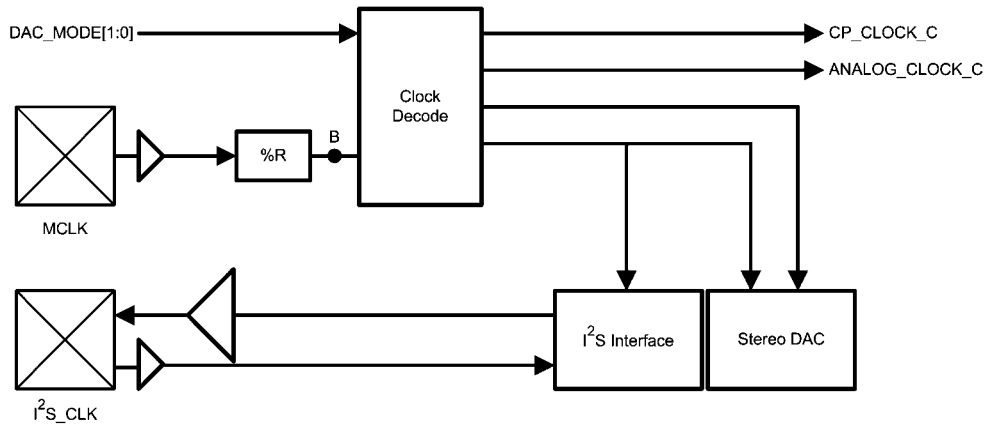 DAC_MODE[1:0]
CP_CLOCK_C
ANALOG_CLOCK_C
Clock
Decode
B
%R
MCLK
I²S Interface
Stereo DAC
I²S_CLK